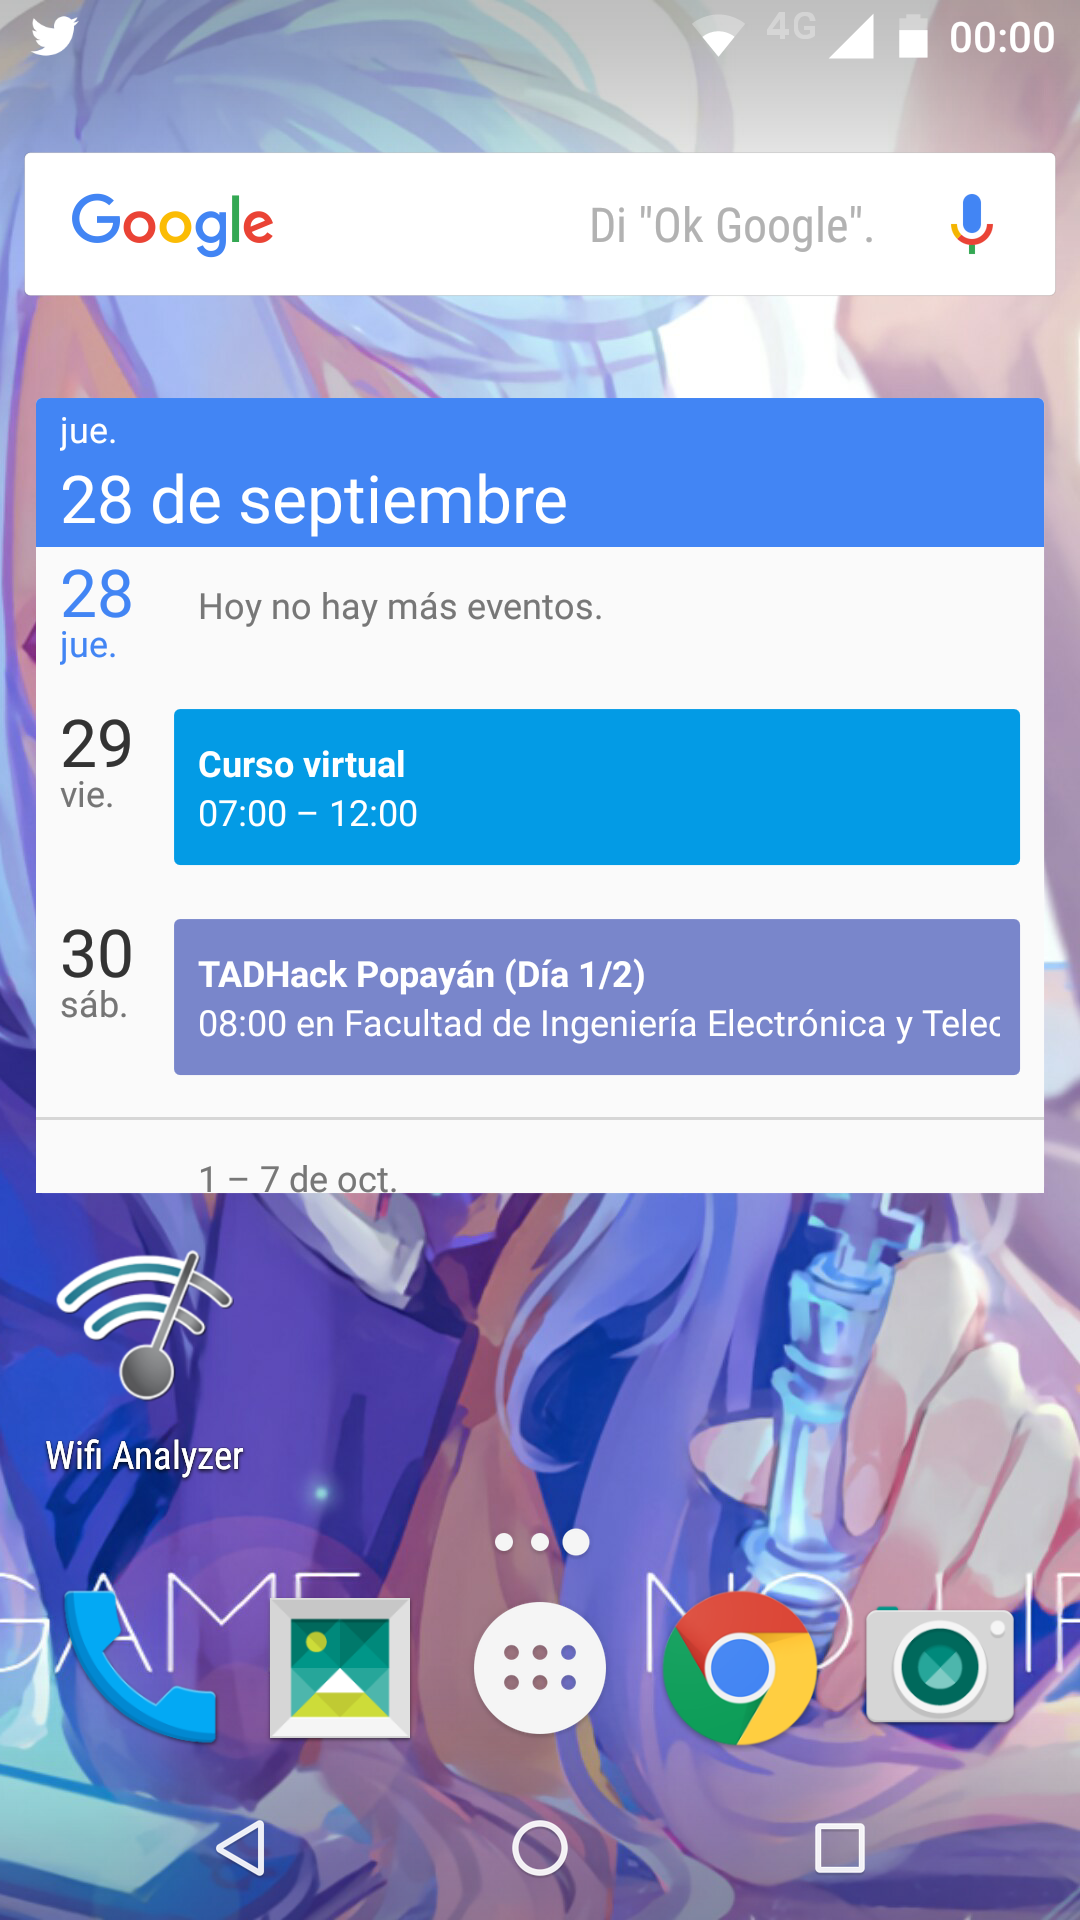 4G 00:00
Google Di "Ok Google".
jue.
28 de septiembre
28
jue.
Hoy no hay más eventos.
29
vie.
Curso virtual
07:00 – 12:00
30
sáb.
TADHack Popayán (Día 1/2)
08:00 en Facultad de Ingeniería Electrónica y Telec
1 – 7 de oct.
Wifi Analyzer
GAME NO LIF